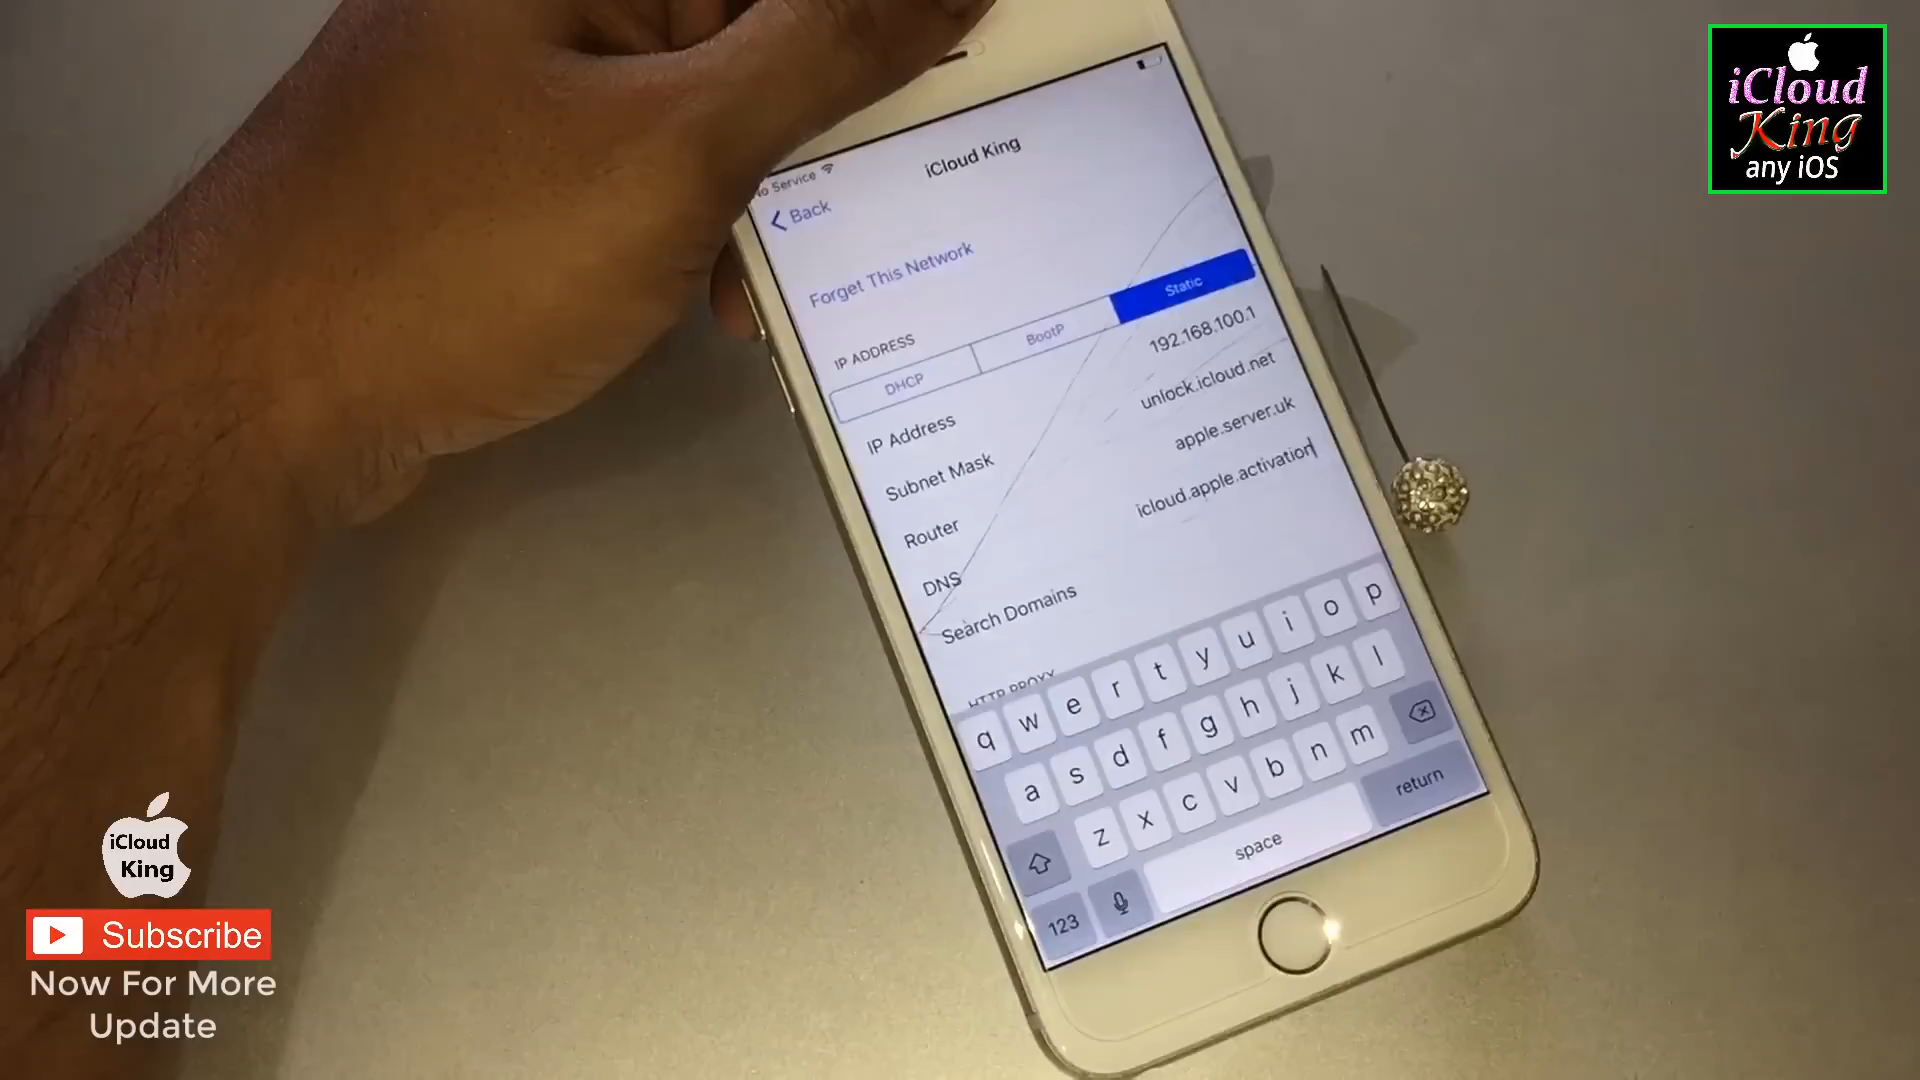 iCloud
King
any iOS
No Service
iCloud King
Back
Forget This Network
IP ADDRESS
DHCP
BootP
Static
IP Address
192.168.100.1
Subnet Mask
unlock.icloud.net
Router
apple.server.uk
DNS
icloud.apple.activation
Search Domains
HTTP PROXY
q w e r t y u i o p
a s d f g h j k l
z x c v b n m
123
space
return
iCloud
King
Subscribe
Now For More
Update